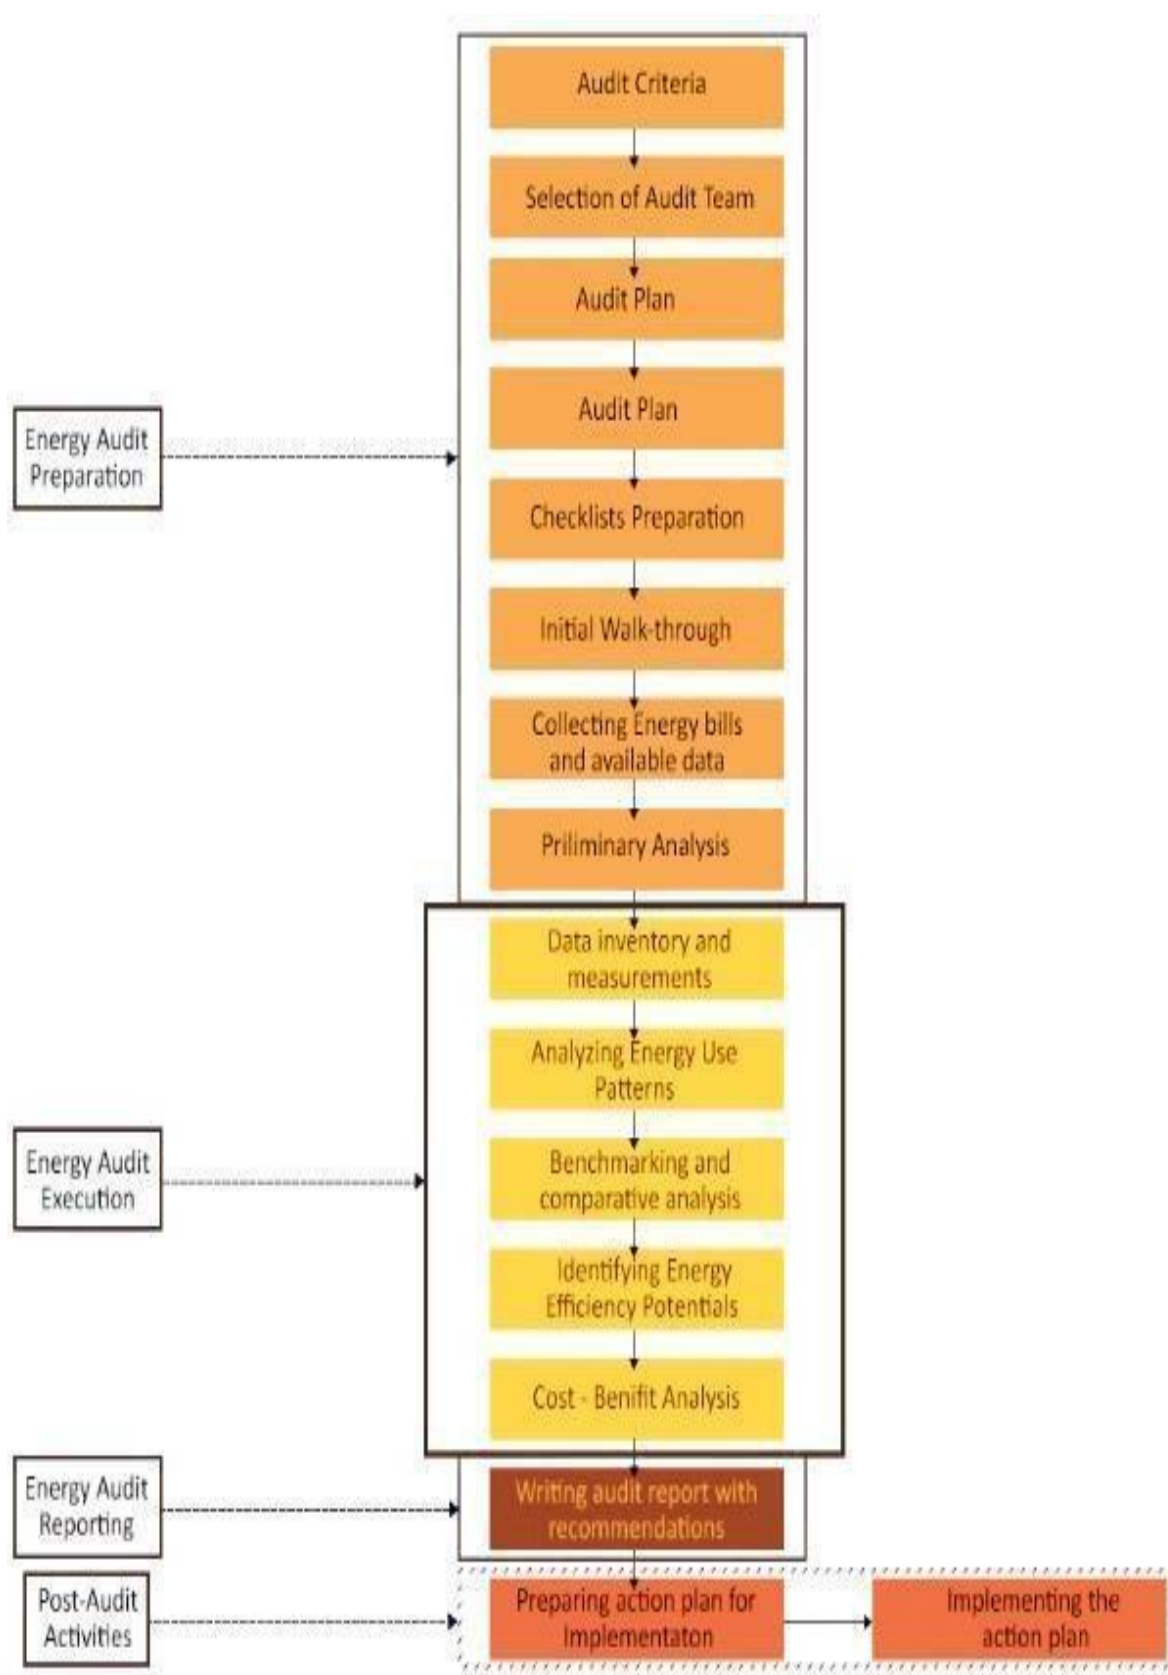 Audit Criteria
Selection of Audit Team
Audit Plan
Audit Plan
Energy Audit
Preparation
Checklists Preparation
Initial Walk-through
Collecting Energy bills
and available data
Priliminary Analysis
Data inventory and
measurements
Analyzing Energy Use
Patterns
Energy Audit
Execution
Benchmarking and
comparative analysis
Identifying Energy
Efficiency Potentials
Cost - Benifit Analysis
Energy Audit
Reporting
Writing audit report with
recommendations
Post-Audit
Activities
Preparing action plan for
Implementaton
Implementing the
action plan